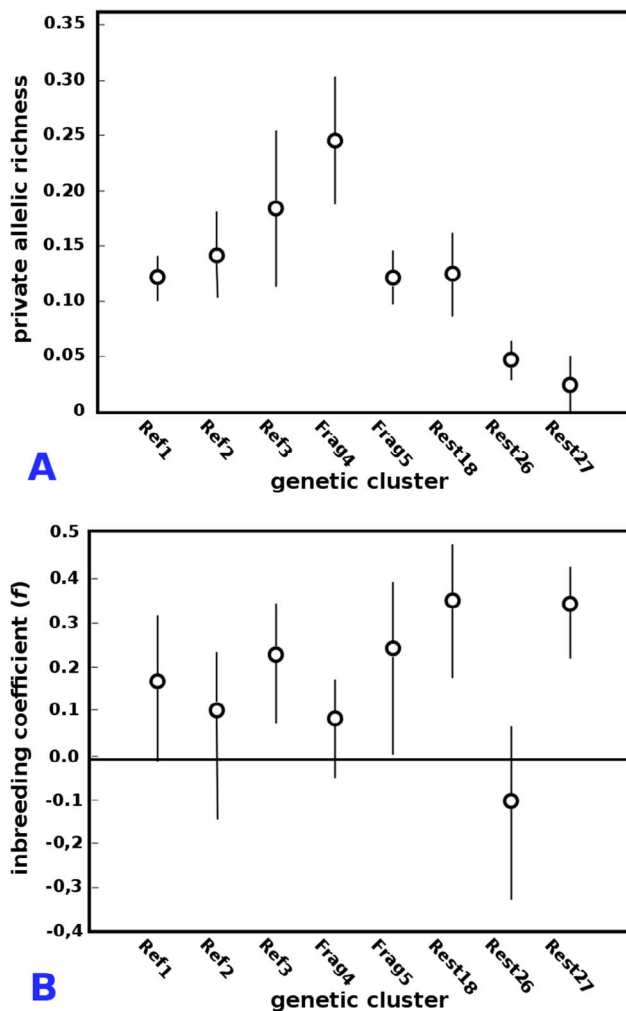 0.35
0.30
0.25
0.20
0.15
0.10
0.05
0
private allelic richness
Ref1
Ref2
Ref3
Frag4
Frag5
Rest18
Rest26
Rest27
genetic cluster
A
0.5
0.4
0.3
0.2
0.1
0.0
-0.1
-0,2
-0,3
-0,4
inbreeding coefficient (f)
Ref1
Ref2
Ref3
Frag4
Frag5
Rest18
Rest26
Rest27
genetic cluster
B